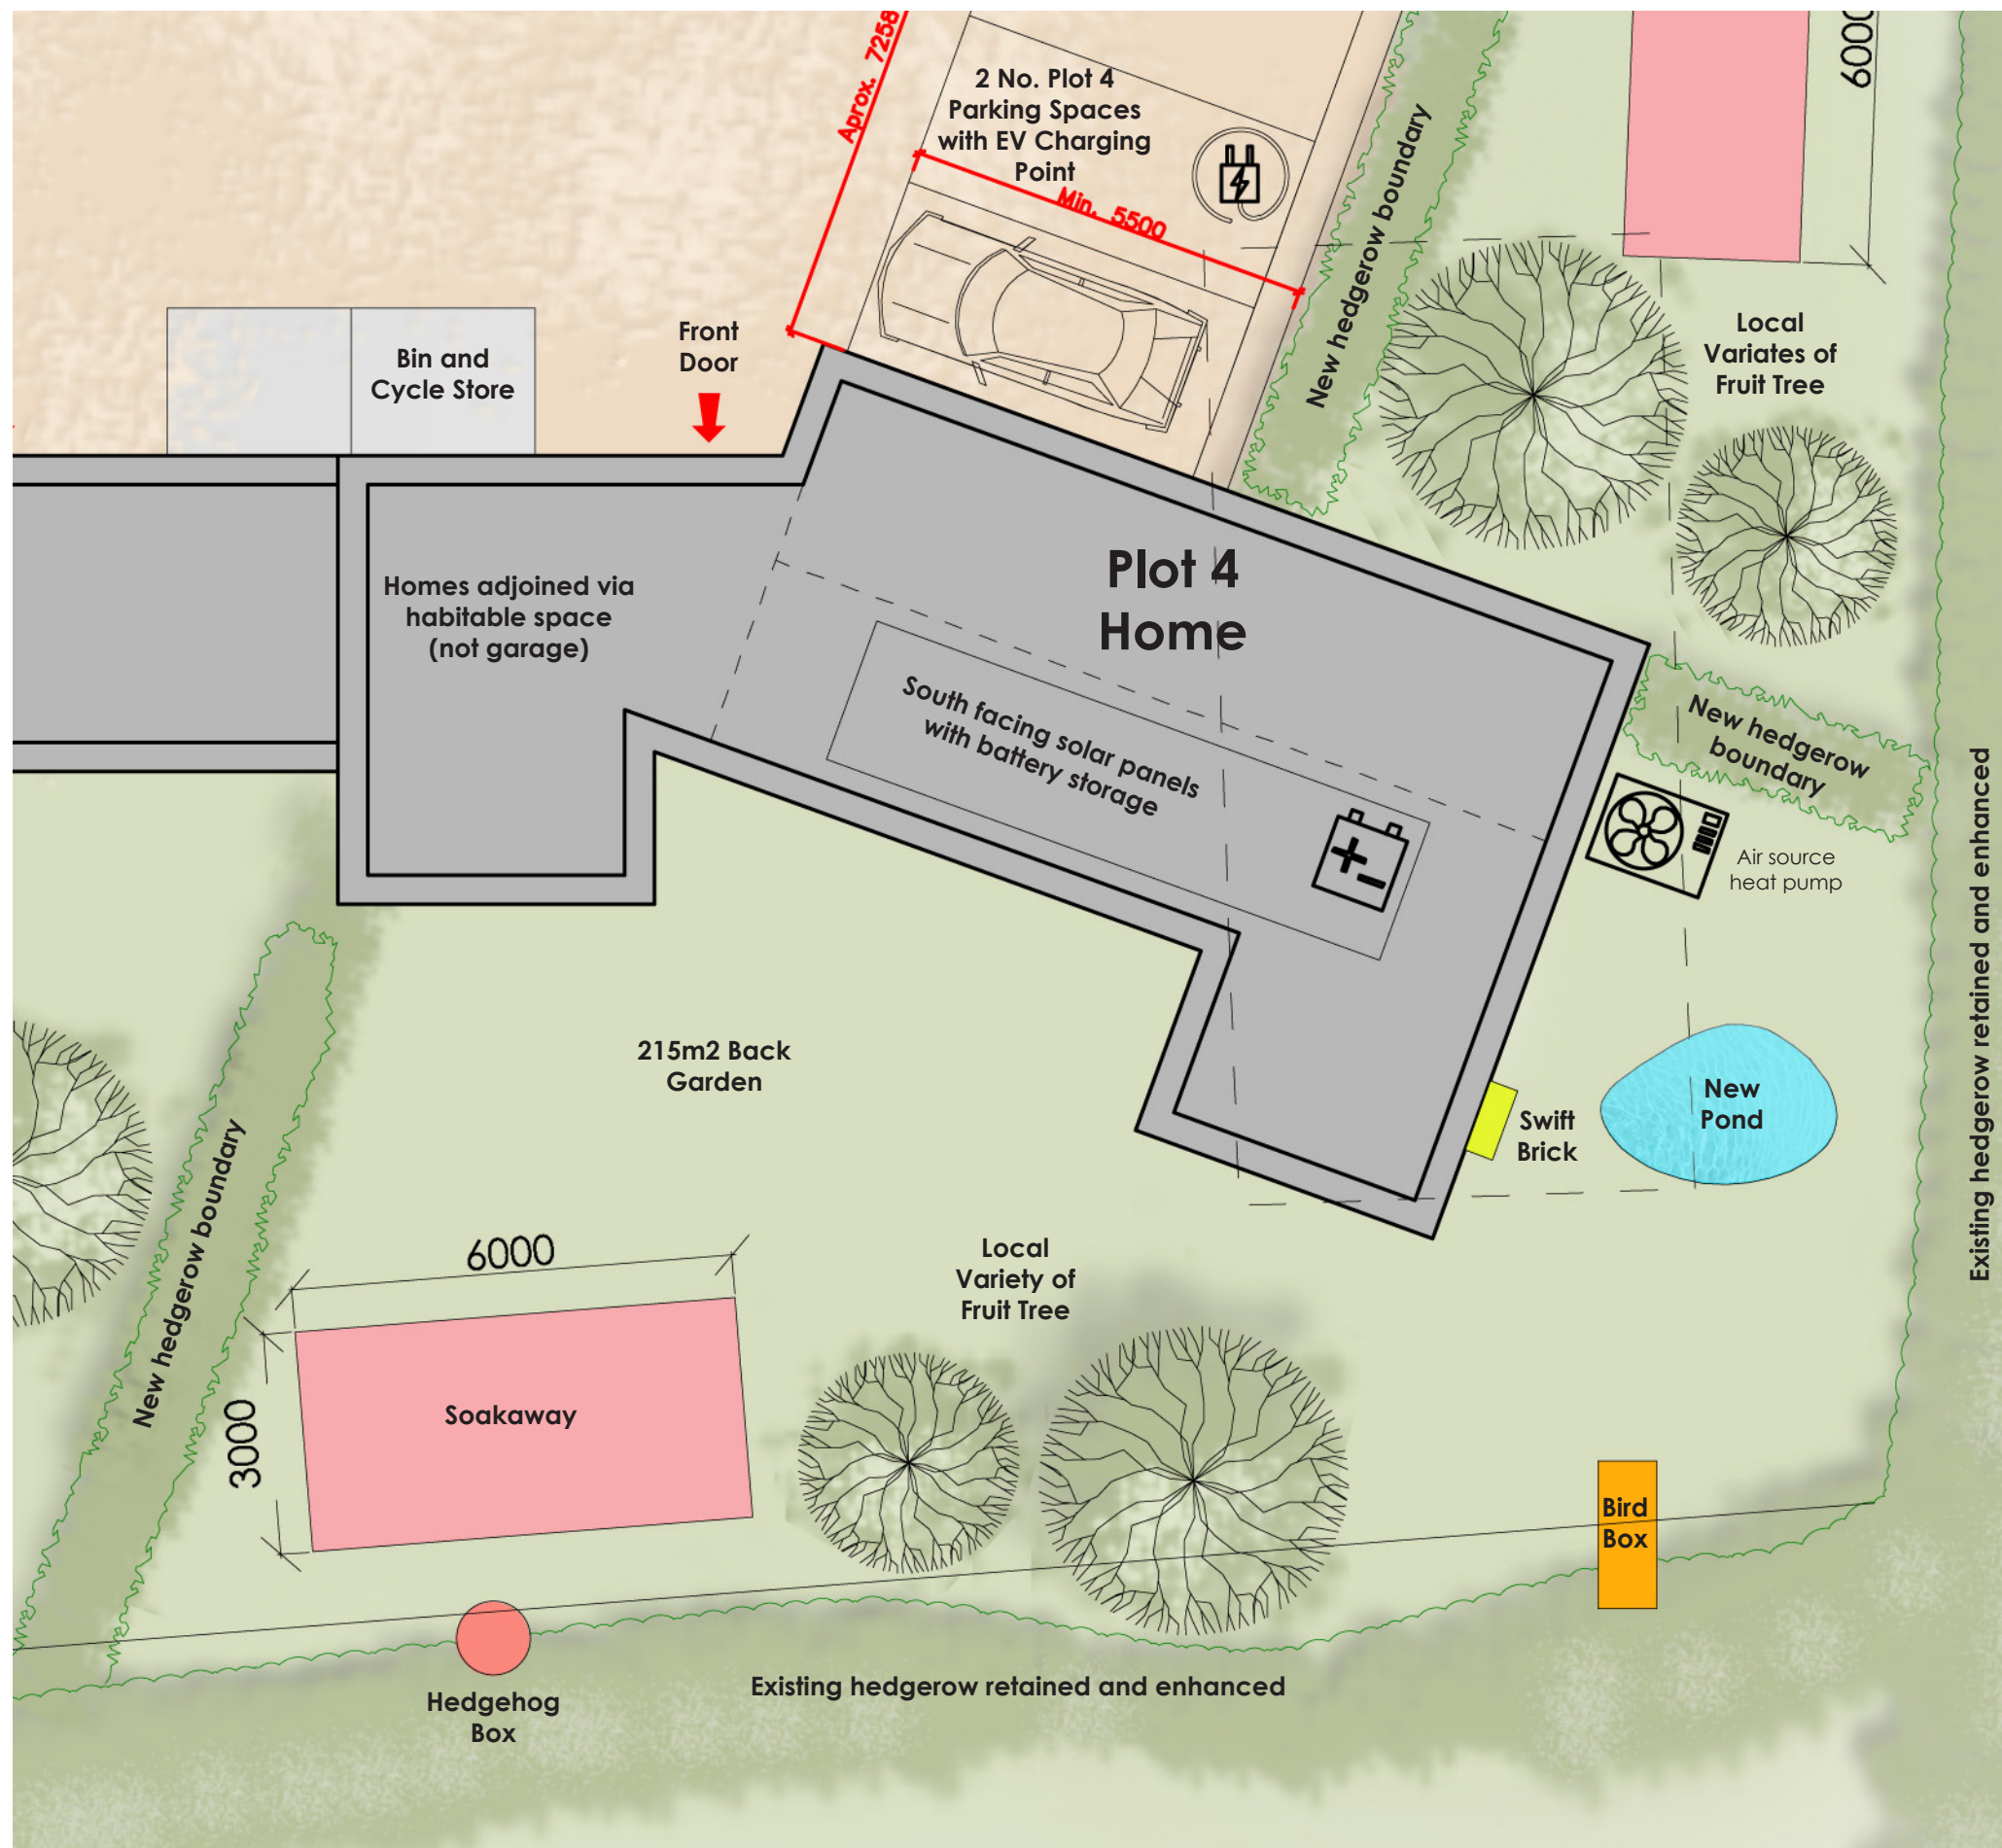 Aprox. 7258
2 No. Plot 4
Parking Spaces
with EV Charging
Point
Min. 5500
New hedgerow boundary
6000
Local
Variates of
Fruit Tree
Bin and
Cycle Store
Front
Door
Homes adjoined via
habitable space
(not garage)
Plot 4
Home
South facing solar panels
with battery storage
New hedgerow
boundary
Air source
heat pump
Existing hedgerow retained and enhanced
215m2 Back
Garden
New
Pond
Swift
Brick
New hedgerow boundary
6000
3000
Soakaway
Local
Variety of
Fruit Tree
Bird
Box
Hedgehog
Box
Existing hedgerow retained and enhanced